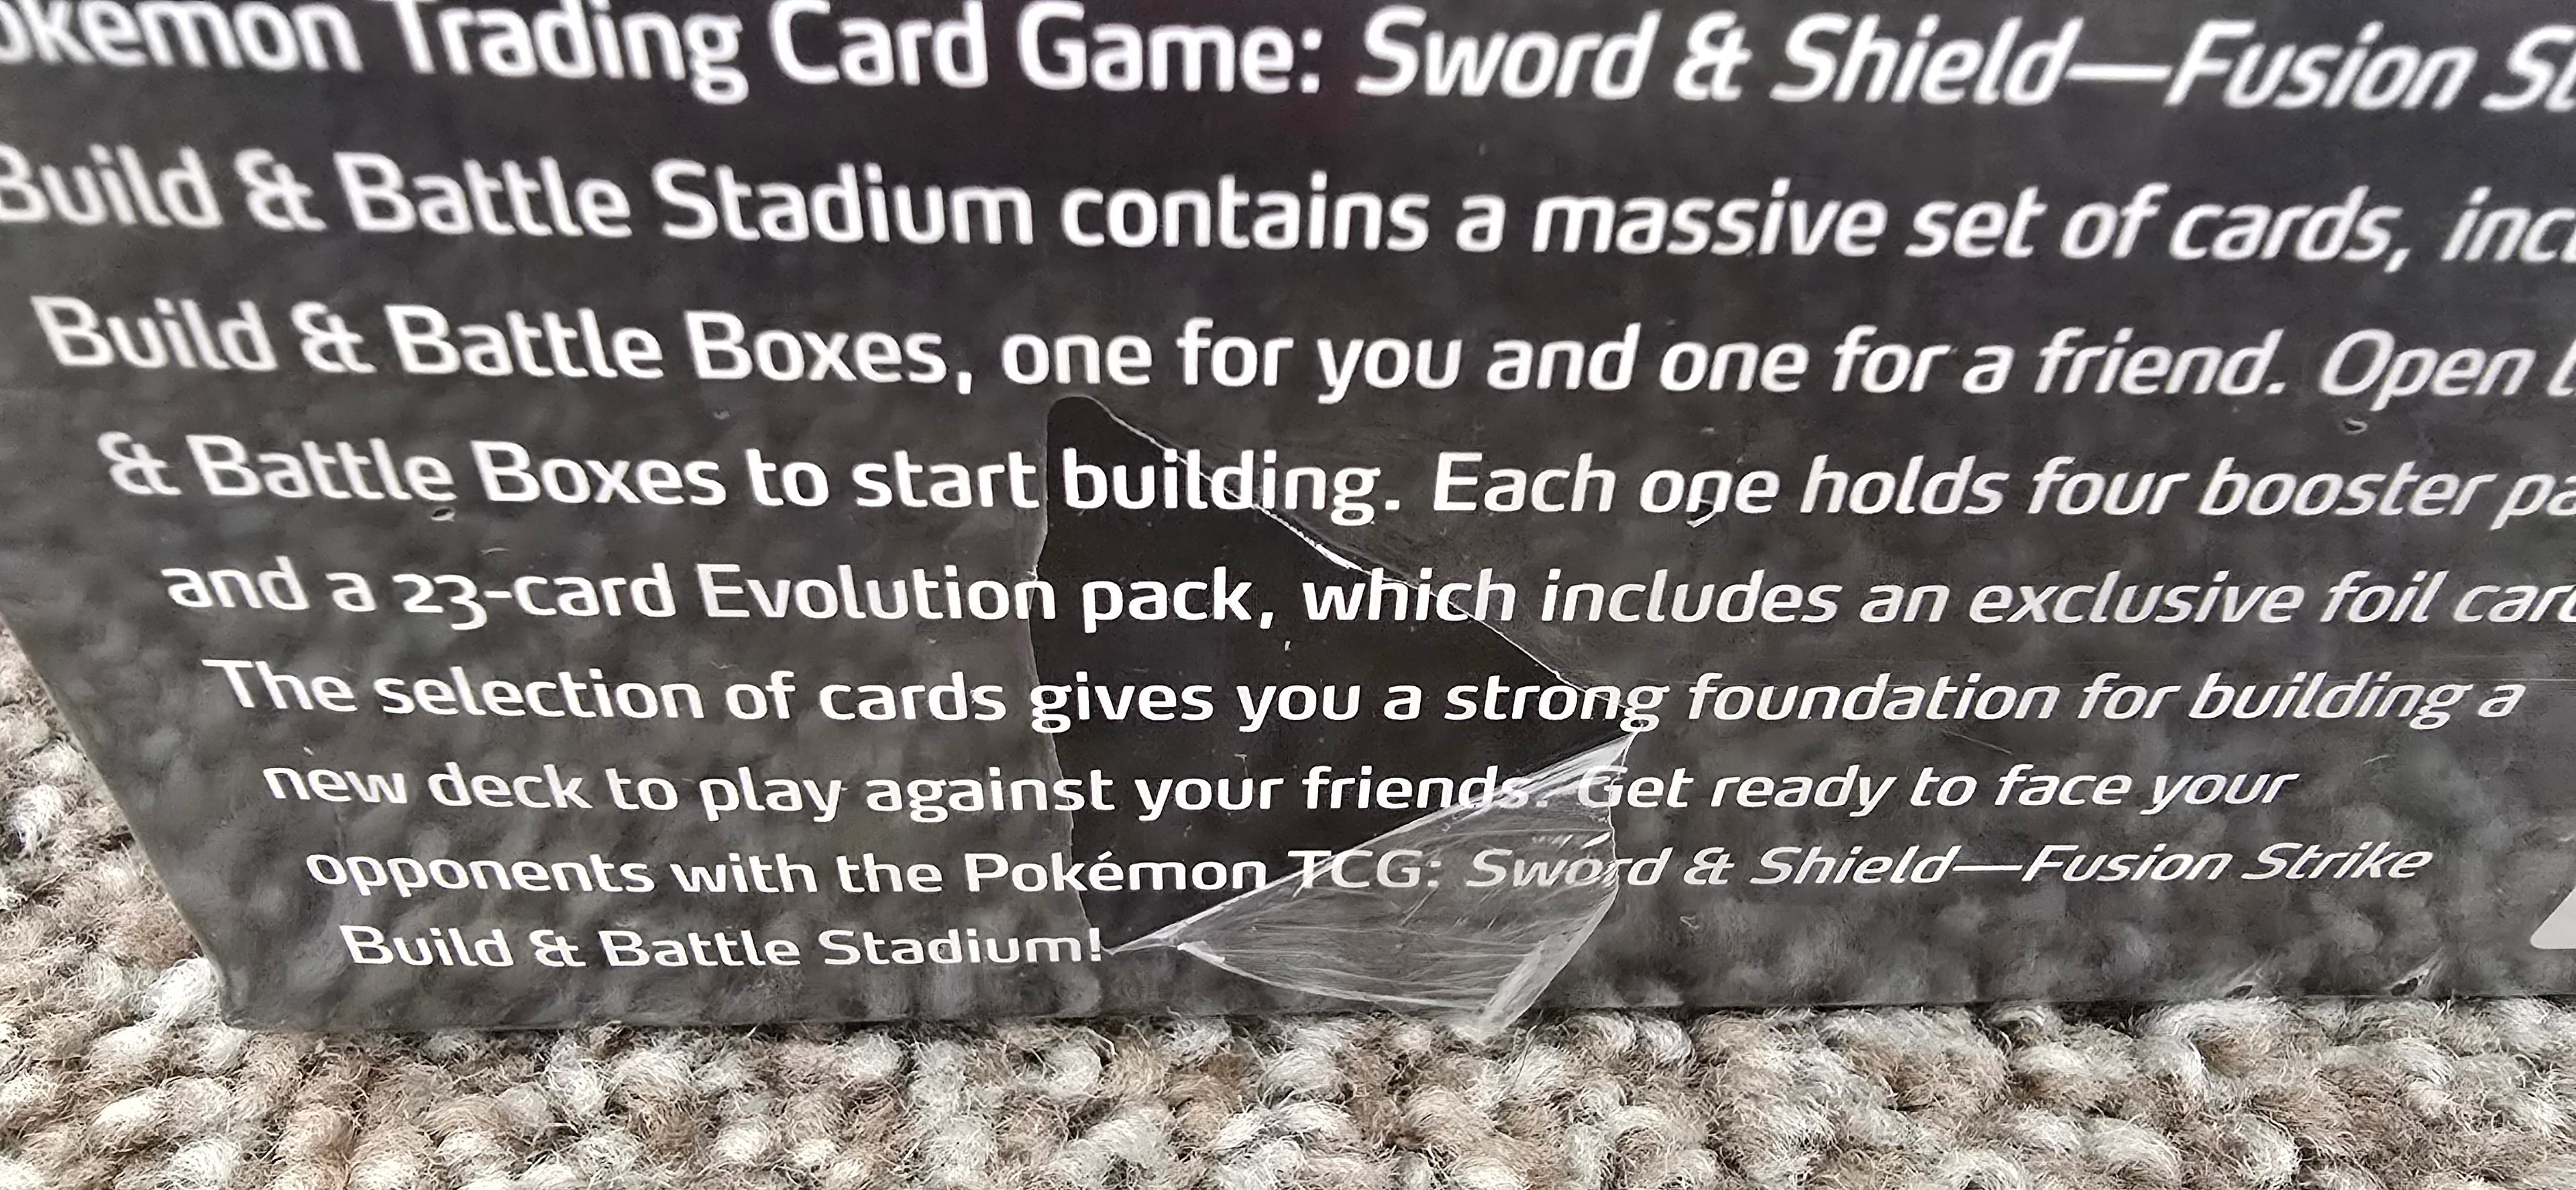 okémon Trading Card Game: Sword & Shield—Fusion St
Build & Battle Stadium contains a massive set of cards, incl
Build & Battle Boxes, one for you and one for a friend. Open b
& Battle Boxes to start building. Each one holds four booster pa
and a 23-card Evolution pack, which includes an exclusive foil card
The selection of cards gives you a strong foundation for building a
new deck to play against your friends. Get ready to face your
opponents with the Pokémon TCG: Sword & Shield—Fusion Strike
Build & Battle Stadium!